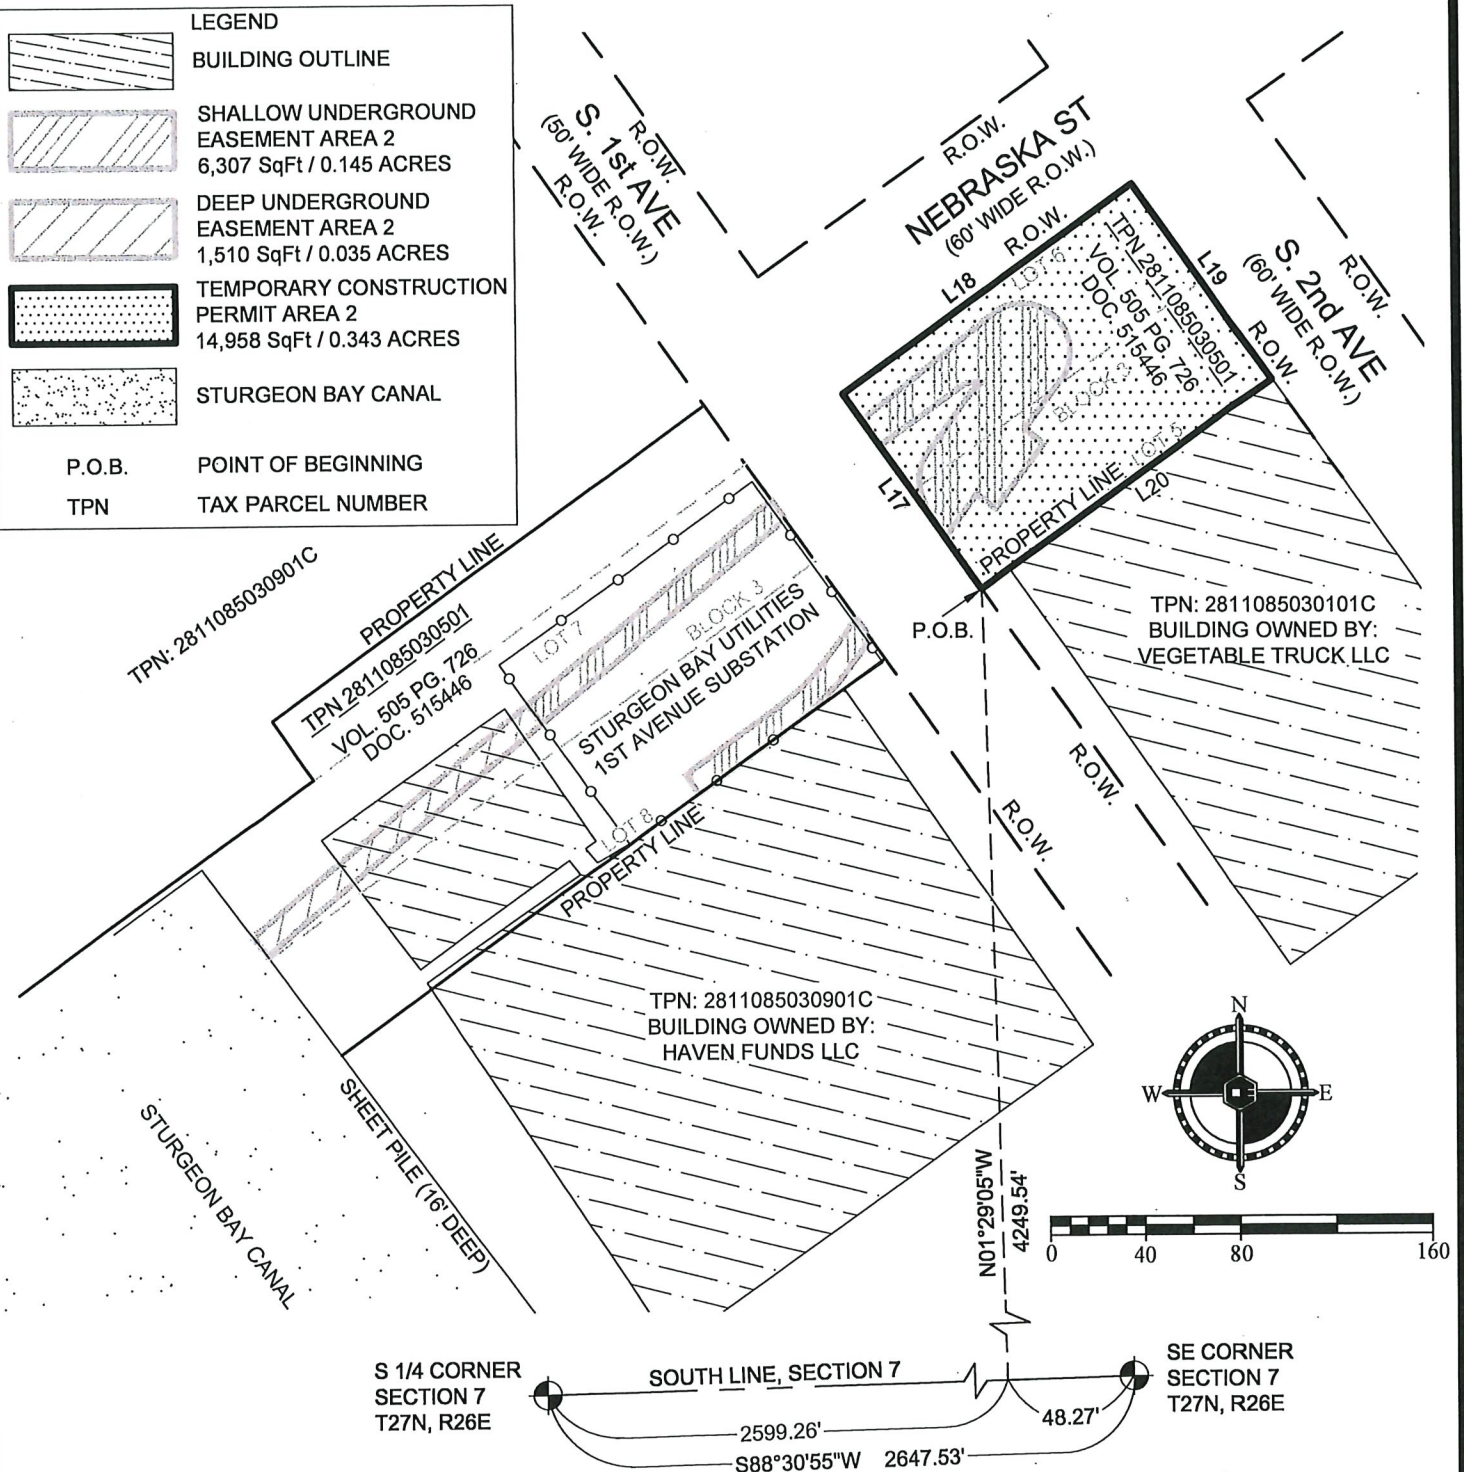 LEGEND
BUILDING OUTLINE
SHALLOW UNDERGROUND
EASEMENT AREA 2
6,307 SqFt / 0.145 ACRES
DEEP UNDERGROUND
EASEMENT AREA 2
1,510 SqFt / 0.035 ACRES
TEMPORARY CONSTRUCTION
PERMIT AREA 2
14,958 SqFt / 0.343 ACRES
STURGEON BAY CANAL
P.O.B. POINT OF BEGINNING
TPN TAX PARCEL NUMBER
S. 1st AVE
(50' WIDE R.O.W.)
R.O.W.
R.O.W.
R.O.W.
NEBRASKA ST
(60' WIDE R.O.W.)
R.O.W.
S. 2nd AVE
(60' WIDE R.O.W.)
R.O.W.
R.O.W.
L18
L19
L17
L20
LOT 6
TPN 2811085030501
VOL. 505 PG. 726
DOC. 515446
BLOCK 2
LOT 5
PROPERTY LINE
P.O.B.
TPN: 2811085030901C
PROPERTY LINE
TPN 2811085030501
VOL. 505 PG. 726
DOC. 515446
LOT 7
BLOCK 3
STURGEON BAY UTILITIES
1ST AVENUE SUBSTATION
LOT 8
PROPERTY LINE
TPN: 2811085030101C
BUILDING OWNED BY:
VEGETABLE TRUCK LLC
R.O.W.
R.O.W.
TPN: 2811085030901C
BUILDING OWNED BY:
HAVEN FUNDS LLC
SHEET PILE (16' DEEP)
STURGEON BAY CANAL
N01°29'05"W
4249.54'
N
W
E
S
0 40 80 160
S 1/4 CORNER
SECTION 7
T27N, R26E
SOUTH LINE, SECTION 7
SE CORNER
SECTION 7
T27N, R26E
2599.26'
48.27'
S88°30'55"W 2647.53'